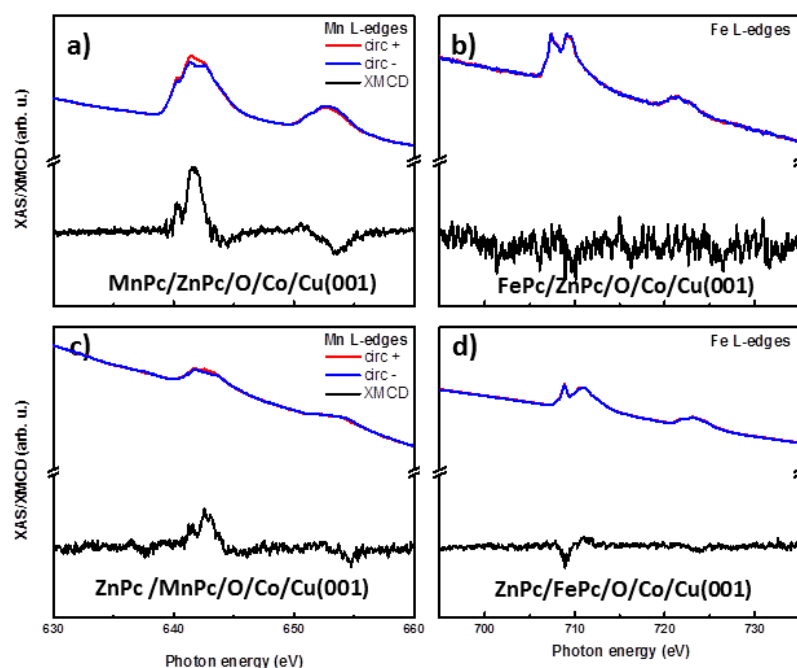 a)
Mn L-edges
circ +
circ -
XMCD
XAS/XMCD (arb. u.)
MnPc/ZnPc/O/Co/Cu(001)
b)
Fe L-edges
FePc/ZnPc/O/Co/Cu(001)
c)
Mn L-edges
circ +
circ -
XMCD
XAS/XMCD (arb. u.)
ZnPc /MnPc/O/Co/Cu(001)
630 640 650 660
Photon energy (eV)
d)
Fe L-edges
ZnPc/FePc/O/Co/Cu(001)
700 710 720 730
Photon energy (eV)